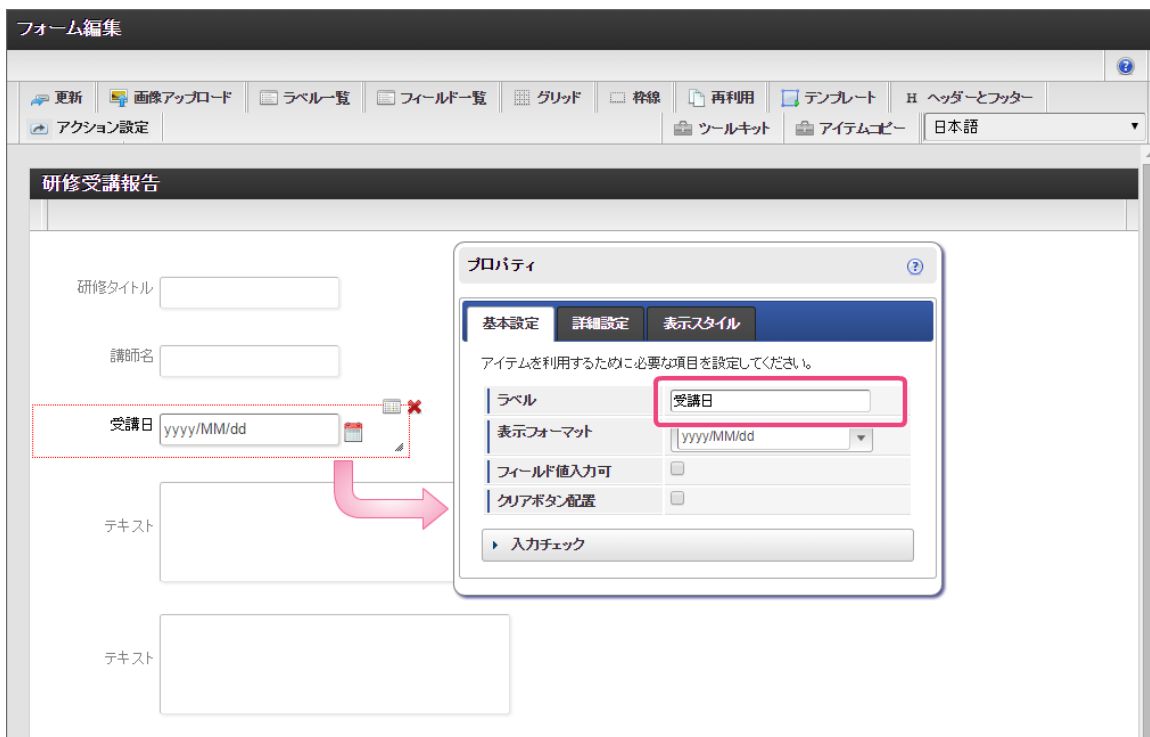 フォーム編集
更新 画像アップロード ラベル一覧 フィールド一覧 グリッド 枠線 再利用 テンプレート H ヘッダーとフッター
アクション設定 ツールキット アイテムコピー 日本語
研修受講報告
研修タイトル
講師名
受講日 yyyy/MM/dd
テキスト
テキスト
プロパティ
基本設定 詳細設定 表示スタイル
アイテムを利用するために必要な項目を設定してください。
ラベル 受講日
表示フォーマット yyyy/MM/dd
フィールド値入力可
クリアボタン配置
入力チェック